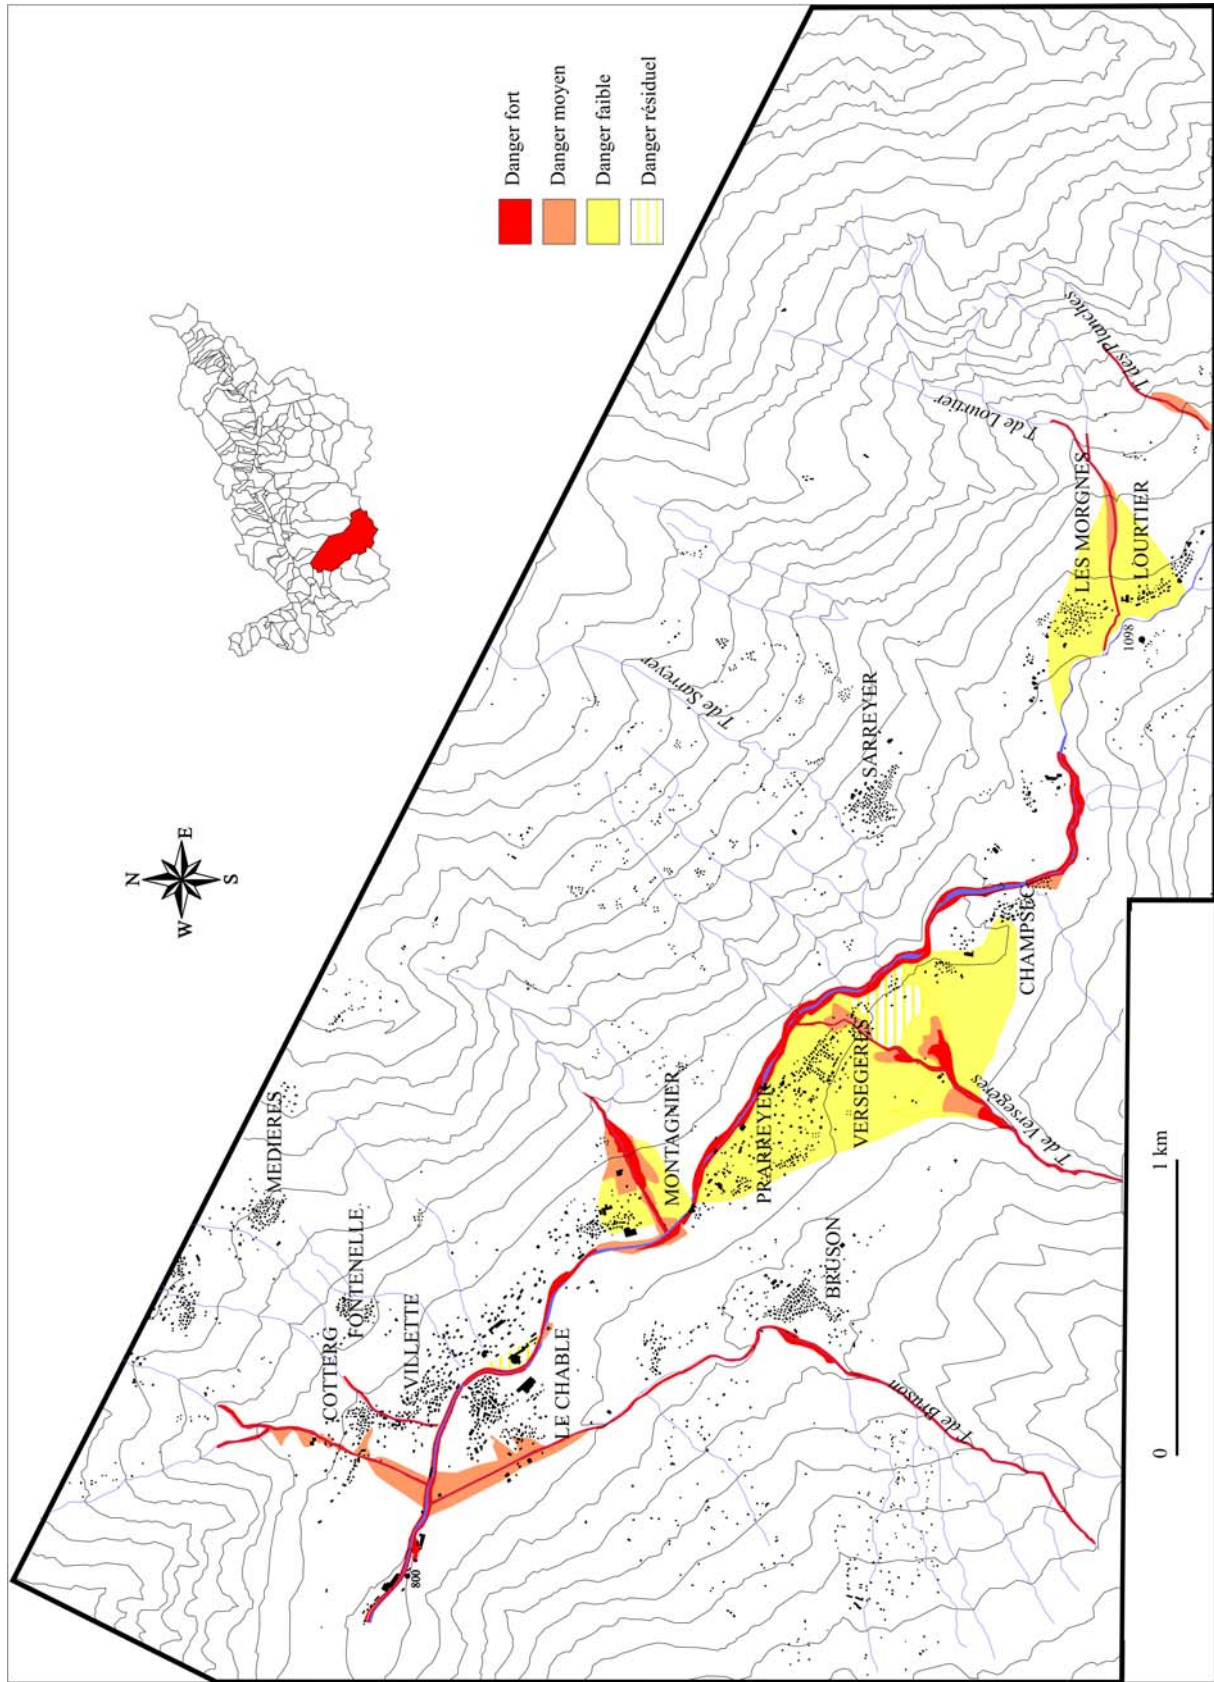 Danger fort
Danger moyen
Danger faible
Danger résiduel
N
W
E
S
MEDIERES
FONTENELLE
COTTERG
VILLETTE
LE CHABLE
800
MONTAGNIER
PRARREYER
VERSEGERES
BRUSON
T. de Bruson
T. de Versegères
CHAMPSEC
SARREYER
T. de Sarreyer
LES MORGNES
LOURTIER
1098
T. de Lourtier
T. des Planches
0
1 km